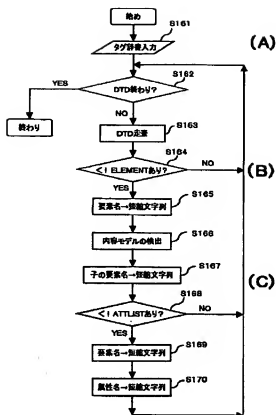 始め
S161
タグ辞書入力
(A)
S162
YES
DTD終わり?
終わり
NO
S163
DTD走査
S164
<! ELEMENTあり?
NO
(B)
YES
S165
要素名→短縮文字列
S166
内容モデルの検出
S167
子の要素名→短縮文字列
(C)
S168
<! ATTLISTあり?
NO
YES
S169
要素名→短縮文字列
S170
属性名→短縮文字列